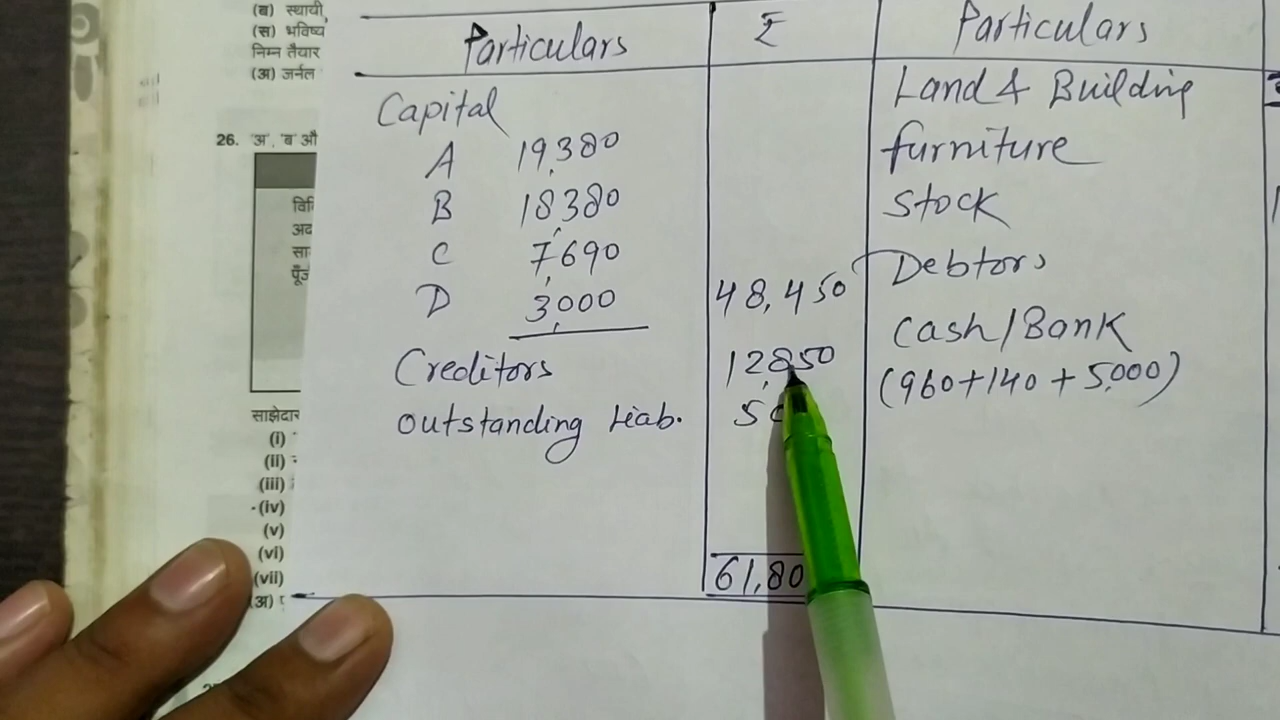 (ब) स्थायी
(स) भविष्य
निम्न तैयार
(अ) जर्नल
26. 'अ', 'ब' औ
साझेदार
(i)
(ii)
(iii)
(iv)
(v)
(vi)
(vii)
(अ)
Particulars ₹ Particulars
Capital
A 19,380
B 18,380
C 7,690
D 3,000 48,450
Creditors 12,850
Outstanding Liab.
61,80
Land & Building
furniture
Stock
Debtors
Cash/Bank
(960+140+5,000)